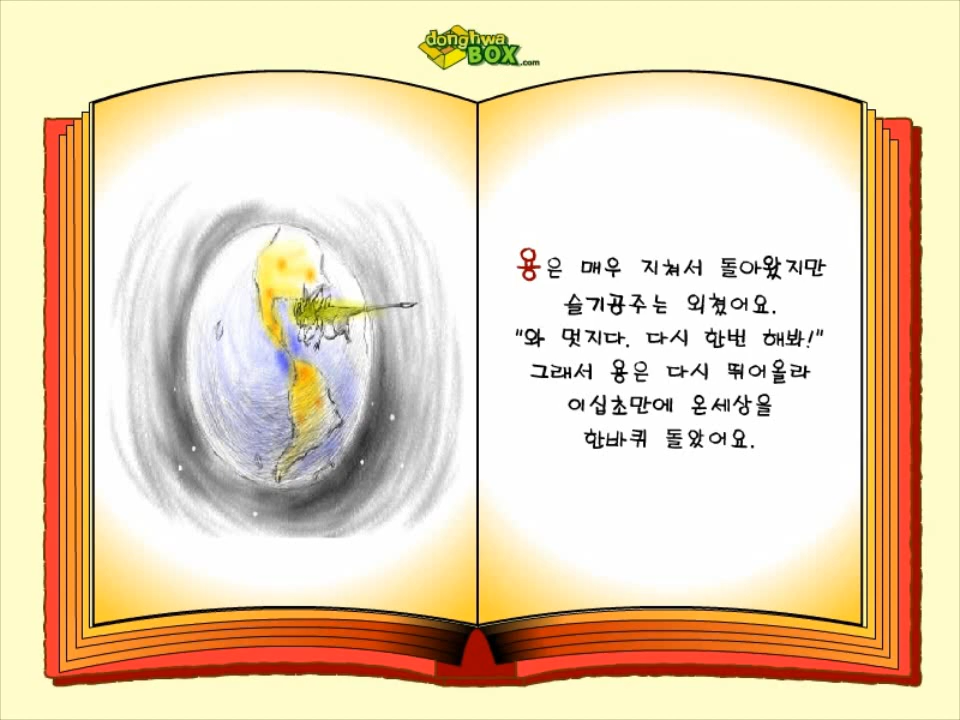 donghwa
BOX.com
용은 매우 지쳐서 돌아왔지만
슬기공주는 외쳤어요.
"와 멋지다. 다시 한번 해봐!"
그래서 용은 다시 뛰어올라
이십초만에 온세상을
한바퀴 돌았어요.